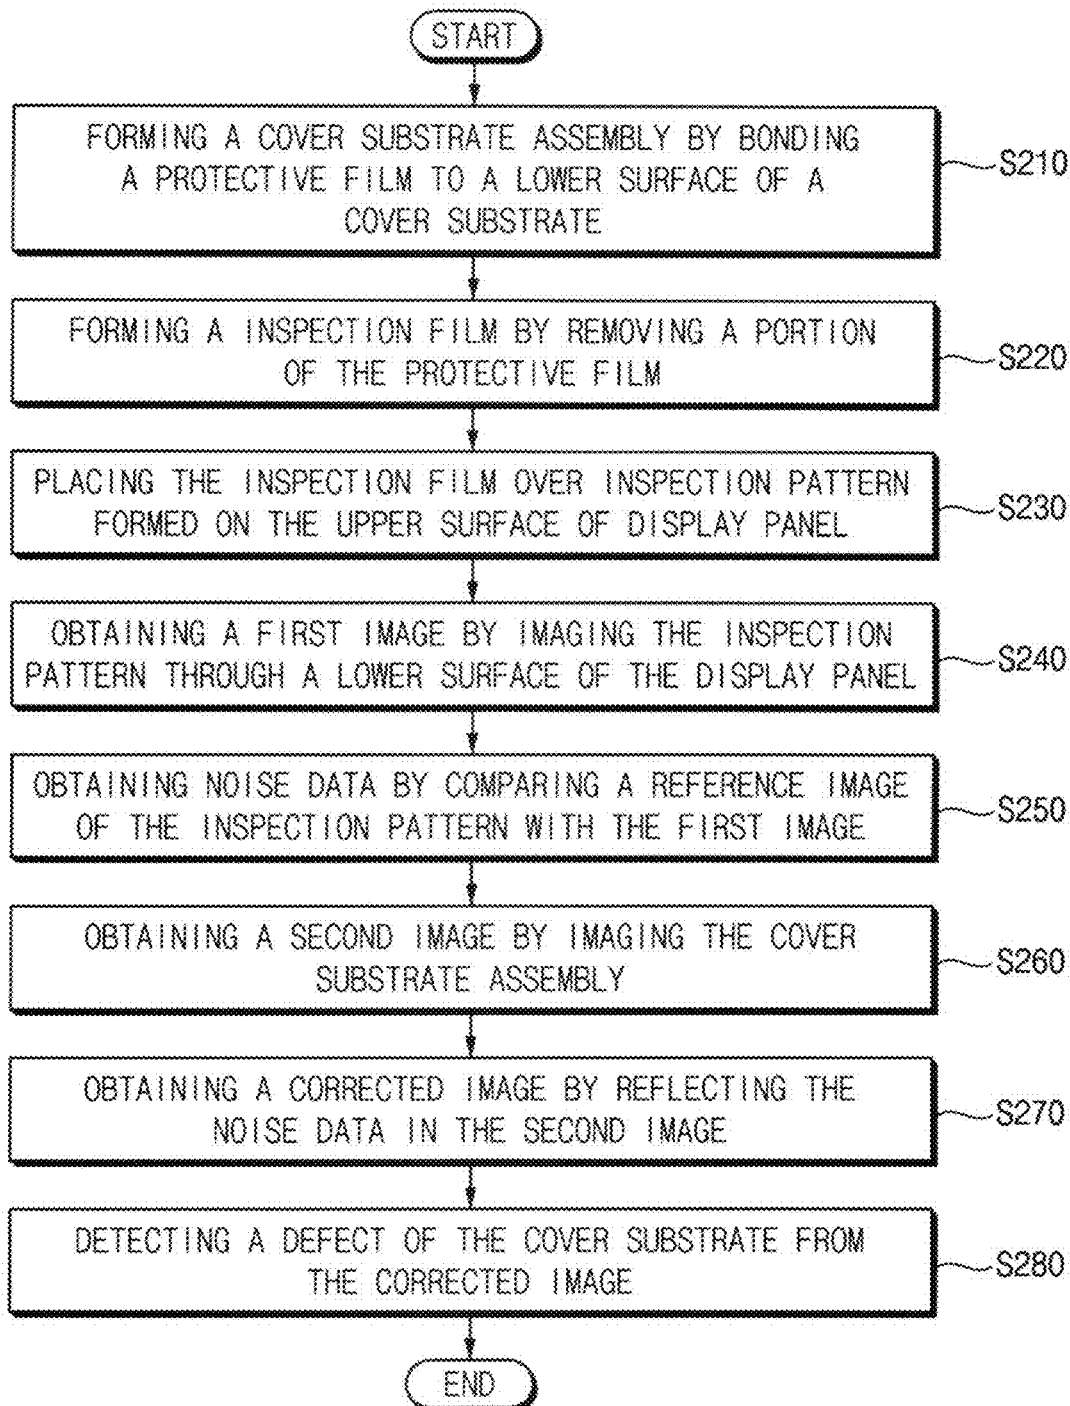 START
FORMING A COVER SUBSTRATE ASSEMBLY BY BONDING
A PROTECTIVE FILM TO A LOWER SURFACE OF A
COVER SUBSTRATE
S210
FORMING A INSPECTION FILM BY REMOVING A PORTION
OF THE PROTECTIVE FILM
S220
PLACING THE INSPECTION FILM OVER INSPECTION PATTERN
FORMED ON THE UPPER SURFACE OF DISPLAY PANEL
S230
OBTAINING A FIRST IMAGE BY IMAGING THE INSPECTION
PATTERN THROUGH A LOWER SURFACE OF THE DISPLAY PANEL
S240
OBTAINING NOISE DATA BY COMPARING A REFERENCE IMAGE
OF THE INSPECTION PATTERN WITH THE FIRST IMAGE
S250
OBTAINING A SECOND IMAGE BY IMAGING THE COVER
SUBSTRATE ASSEMBLY
S260
OBTAINING A CORRECTED IMAGE BY REFLECTING THE
NOISE DATA IN THE SECOND IMAGE
S270
DETECTING A DEFECT OF THE COVER SUBSTRATE FROM
THE CORRECTED IMAGE
S280
END